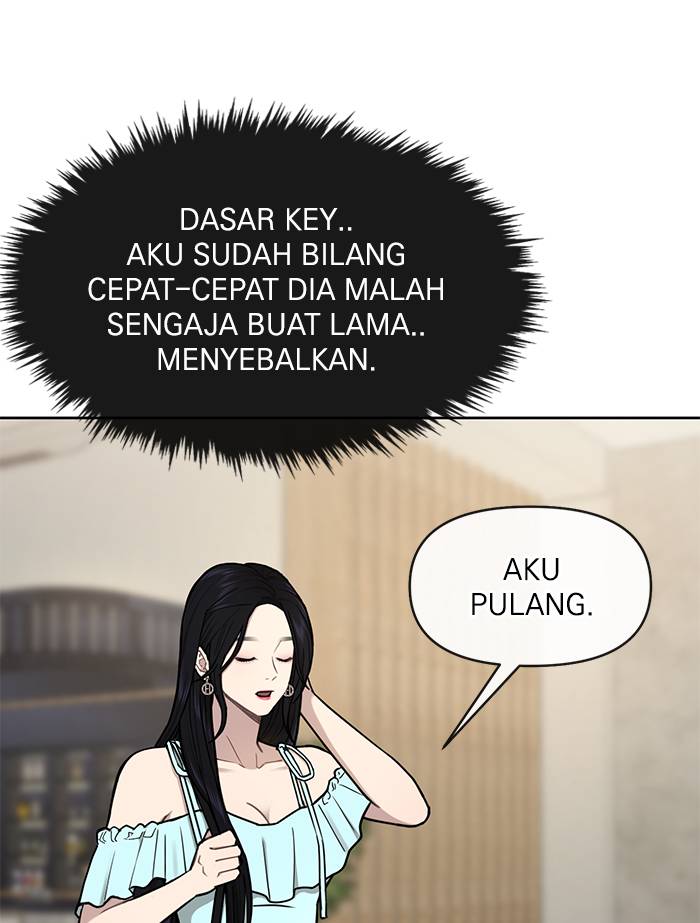 DASAR KEY..
AKU SUDAH BILANG
CEPAT-CEPAT DIA MALAH
SENGAJA BUAT LAMA..
MENYEBALKAN.
AKU
PULANG.